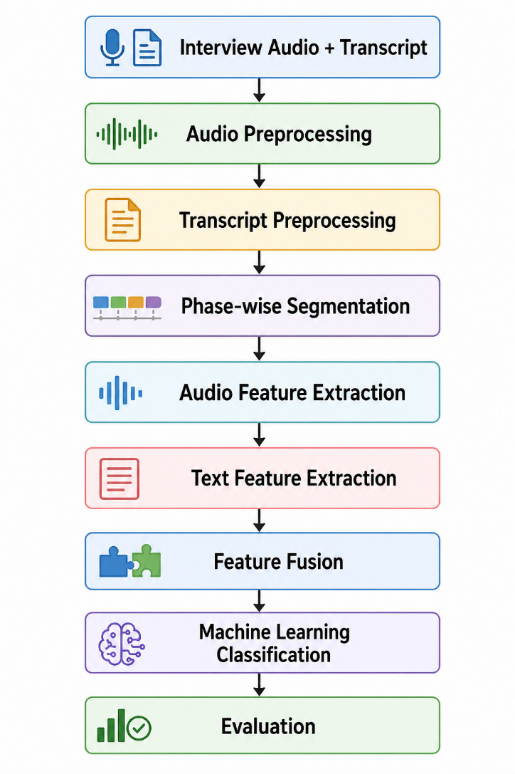 Interview Audio + Transcript
Audio Preprocessing
Transcript Preprocessing
Phase-wise Segmentation
Audio Feature Extraction
Text Feature Extraction
Feature Fusion
Machine Learning
Classification
Evaluation